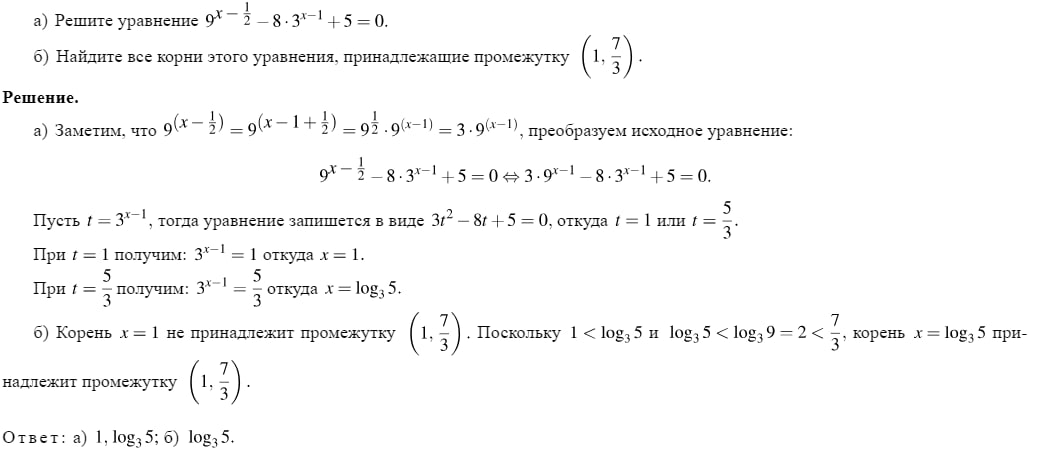 а) Решите уравнение $9^{x-\frac{1}{2}} - 8 \cdot 3^{x-1} + 5 = 0.$
б) Найдите все корни этого уравнения, принадлежащие промежутку $\left(1, \frac{7}{3}\right).$
Решение.
а) Заметим, что $9^{(x-\frac{1}{2})} = 9^{(x-1+\frac{1}{2})} = 9^{\frac{1}{2}} \cdot 9^{(x-1)} = 3 \cdot 9^{(x-1)}$, преобразуем исходное уравнение:
$9^{x-\frac{1}{2}} - 8 \cdot 3^{x-1} + 5 = 0 \Leftrightarrow 3 \cdot 9^{x-1} - 8 \cdot 3^{x-1} + 5 = 0.$
Пусть $t = 3^{x-1}$, тогда уравнение запишется в виде $3t^2 - 8t + 5 = 0$, откуда $t = 1$ или $t = \frac{5}{3}.$
При $t = 1$ получим: $3^{x-1} = 1$ откуда $x = 1.$
При $t = \frac{5}{3}$ получим: $3^{x-1} = \frac{5}{3}$ откуда $x = \log_3 5.$
б) Корень $x = 1$ не принадлежит промежутку $\left(1, \frac{7}{3}\right)$. Поскольку $1 < \log_3 5$ и $\log_3 5 < \log_3 9 = 2 < \frac{7}{3}$, корень $x = \log_3 5$ при-
надлежит промежутку $\left(1, \frac{7}{3}\right).$
Ответ: а) $1, \log_3 5$; б) $\log_3 5.$